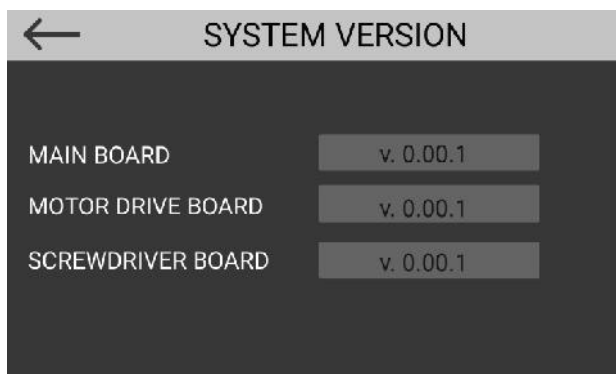 SYSTEM VERSION
MAIN BOARD v. 0.00.1
MOTOR DRIVE BOARD v. 0.00.1
SCREWDRIVER BOARD v. 0.00.1